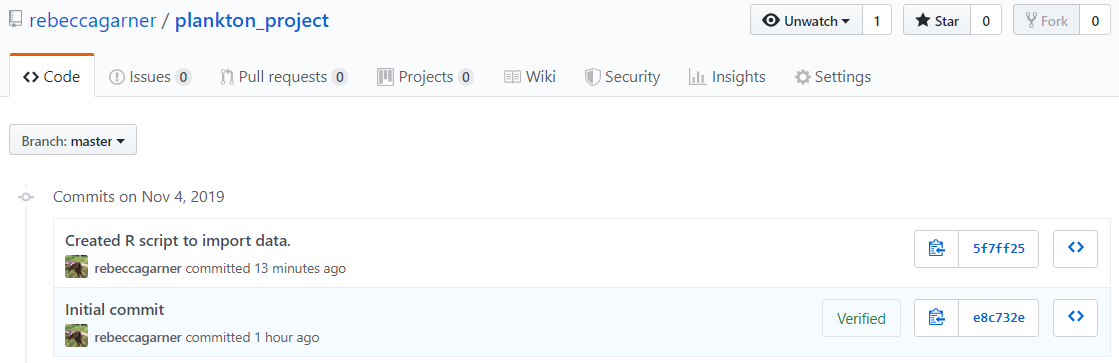 rebeccagarner / plankton_project
Unwatch 1 Star 0 Fork 0
Code Issues 0 Pull requests 0 Projects 0 Wiki Security Insights Settings
Branch: master
Commits on Nov 4, 2019
Created R script to import data.
rebeccagarner committed 13 minutes ago
5f7ff25
Initial commit
rebeccagarner committed 1 hour ago
Verified e8c732e